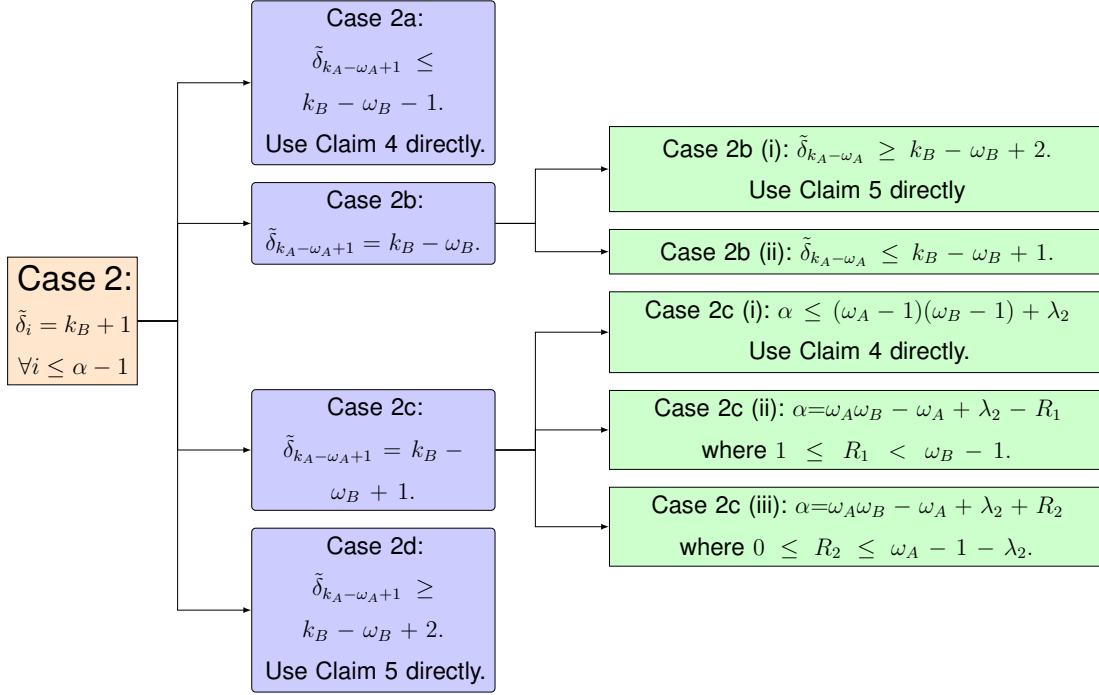 Case 2:
δ̃_i = k_B + 1
∀i ≤ α − 1
Case 2a:
δ̃_{k_A−ω_A+1} ≤
k_B − ω_B − 1.
Use Claim 4 directly.
Case 2b:
δ̃_{k_A−ω_A+1} = k_B − ω_B.
Case 2c:
δ̃_{k_A−ω_A+1} = k_B −
ω_B + 1.
Case 2d:
δ̃_{k_A−ω_A+1} ≥
k_B − ω_B + 2.
Use Claim 5 directly.
Case 2b (i): δ̃_{k_A−ω_A} ≥ k_B − ω_B + 2.
Use Claim 5 directly
Case 2b (ii): δ̃_{k_A−ω_A} ≤ k_B − ω_B + 1.
Case 2c (i): α ≤ (ω_A − 1)(ω_B − 1) + λ_2
Use Claim 4 directly.
Case 2c (ii): α=ω_Aω_B − ω_A + λ_2 − R_1
where 1 ≤ R_1 < ω_B − 1.
Case 2c (iii): α=ω_Aω_B − ω_A + λ_2 + R_2
where 0 ≤ R_2 ≤ ω_A − 1 − λ_2.